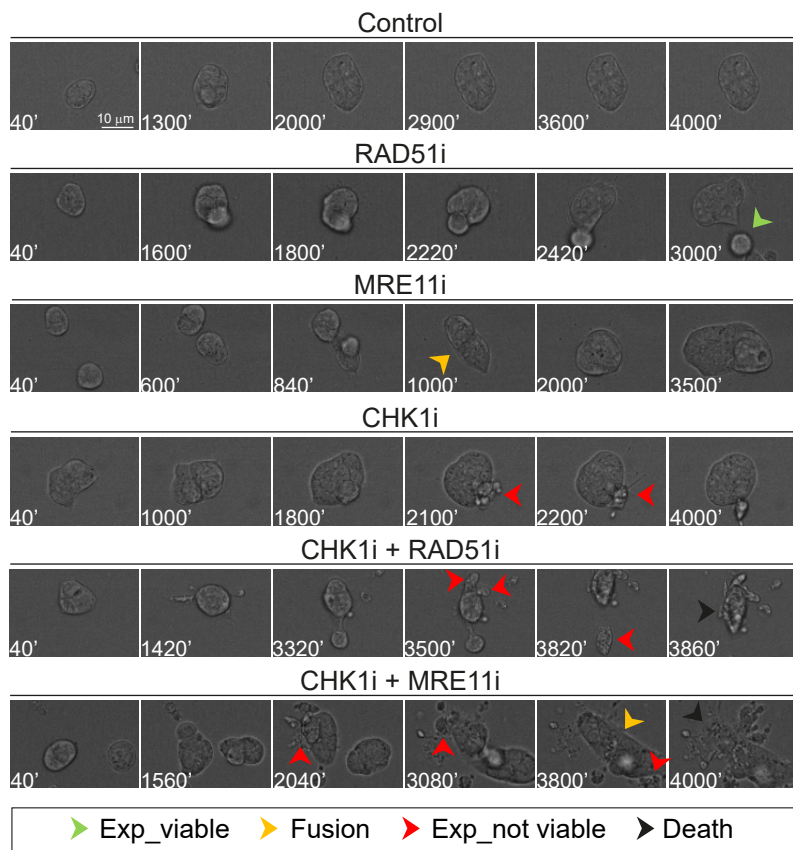 Control
40’ 10 μm 1300’ 2000’ 2900’ 3600’ 4000’
RAD51i
40’ 1600’ 1800’ 2220’ 2420’ 3000’
MRE11i
40’ 600’ 840’ 1000’ 2000’ 3500’
CHK1i
40’ 1000’ 1800’ 2100’ 2200’ 4000’
CHK1i + RAD51i
40’ 1420’ 3320’ 3500’ 3820’ 3860’
CHK1i + MRE11i
40’ 1560’ 2040’ 3080’ 3800’ 4000’
Exp_viable Fusion Exp_not viable Death